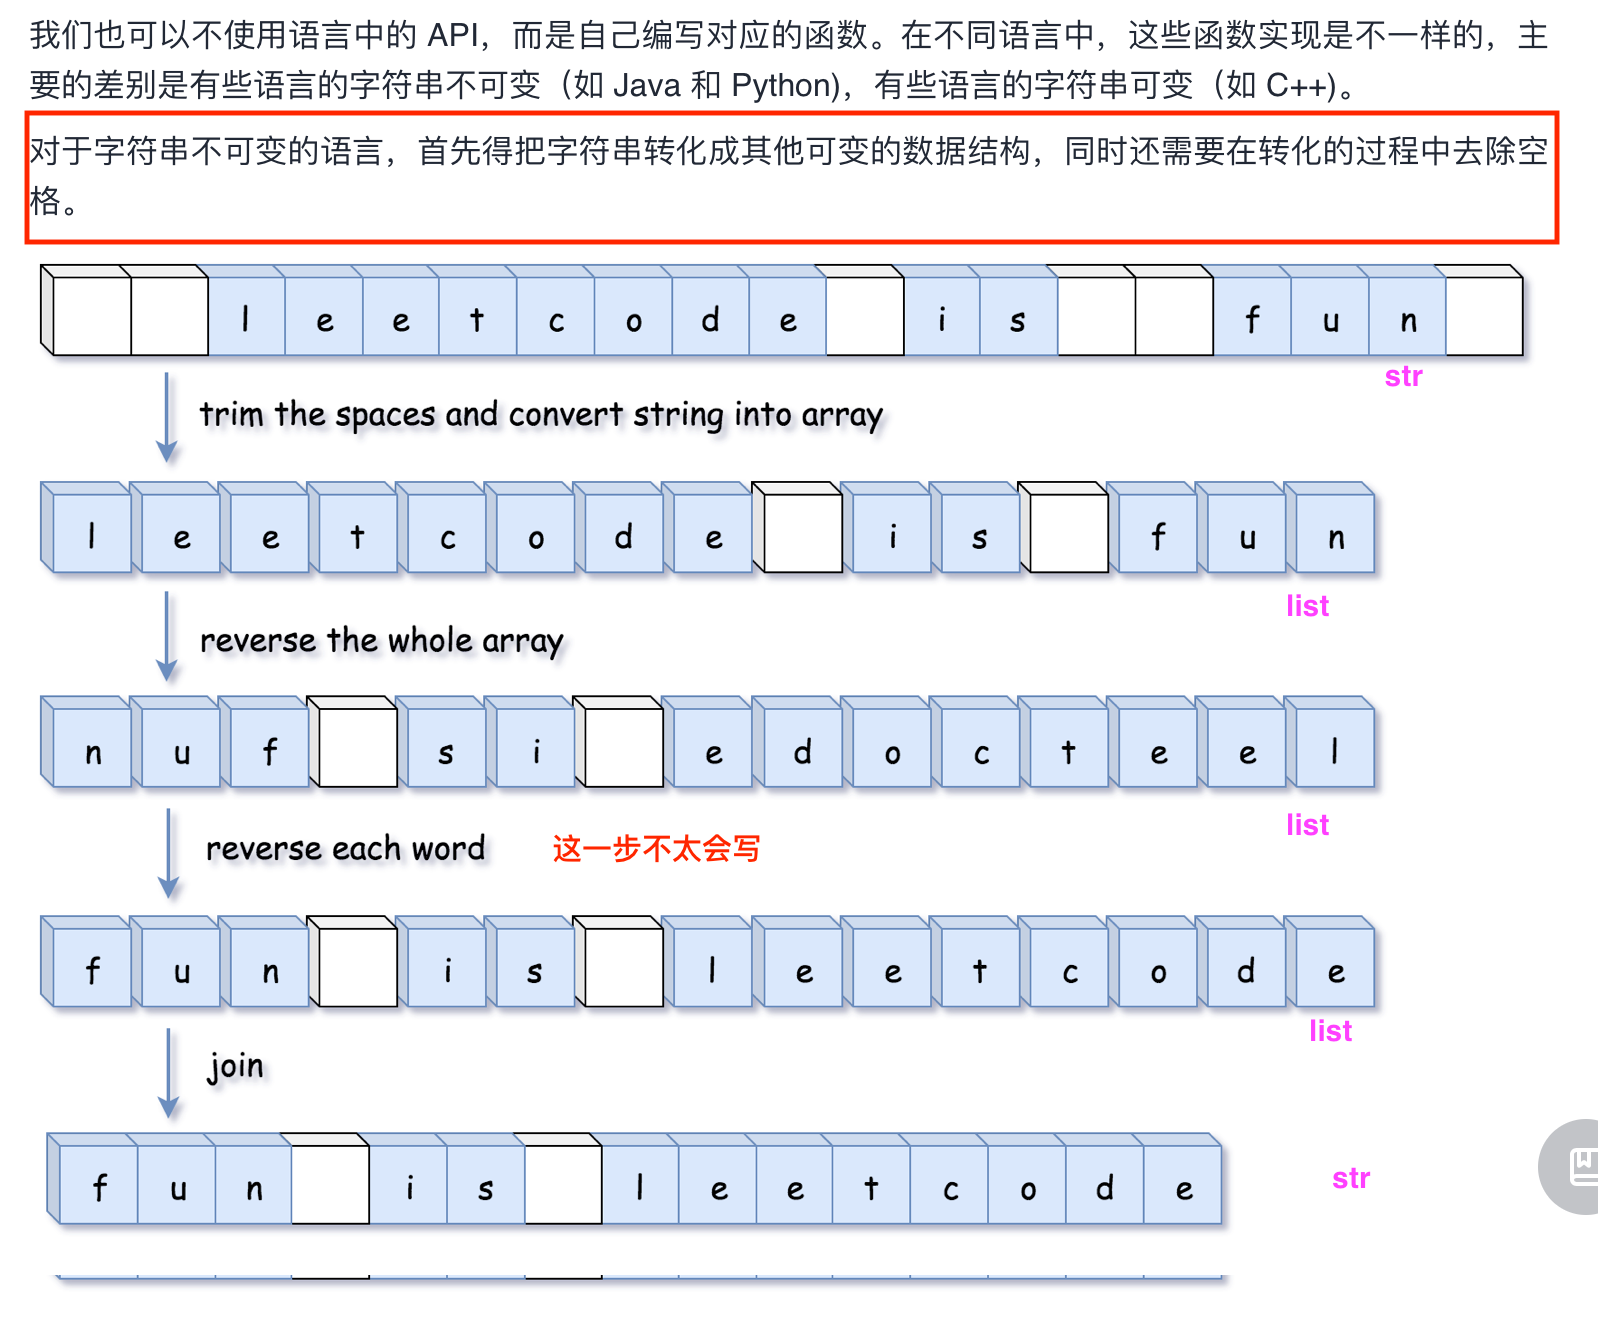 我们也可以不使用语言中的 API，而是自己编写对应的函数。在不同语言中，这些函数实现是不一样的，主
要的差别是有些语言的字符串不可变（如 Java 和 Python)，有些语言的字符串可变（如 C++)。
对于字符串不可变的语言，首先得把字符串转化成其他可变的数据结构，同时还需要在转化的过程中去除空
格。
l e e t c o d e i s f u n
str
trim the spaces and convert string into array
l e e t c o d e i s f u n
list
reverse the whole array
n u f s i e d o c t e e l
list
reverse each word 这一步不太会写
f u n i s l e e t c o d e
list
join
f u n i s l e e t c o d e
str